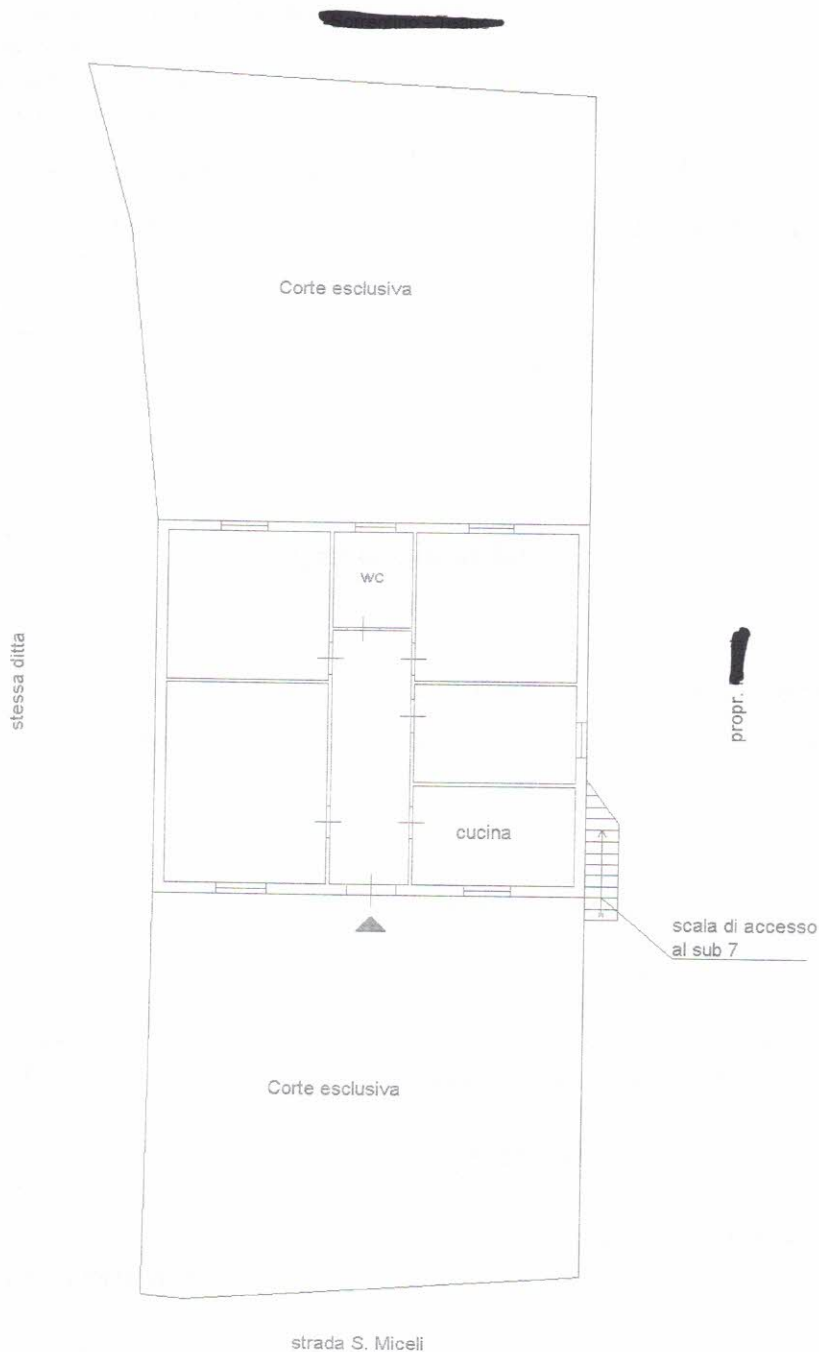 Corte esclusiva
stessa ditta
wc
propr.
cucina
scala di accesso
al sub 7
Corte esclusiva
strada S. Miceli